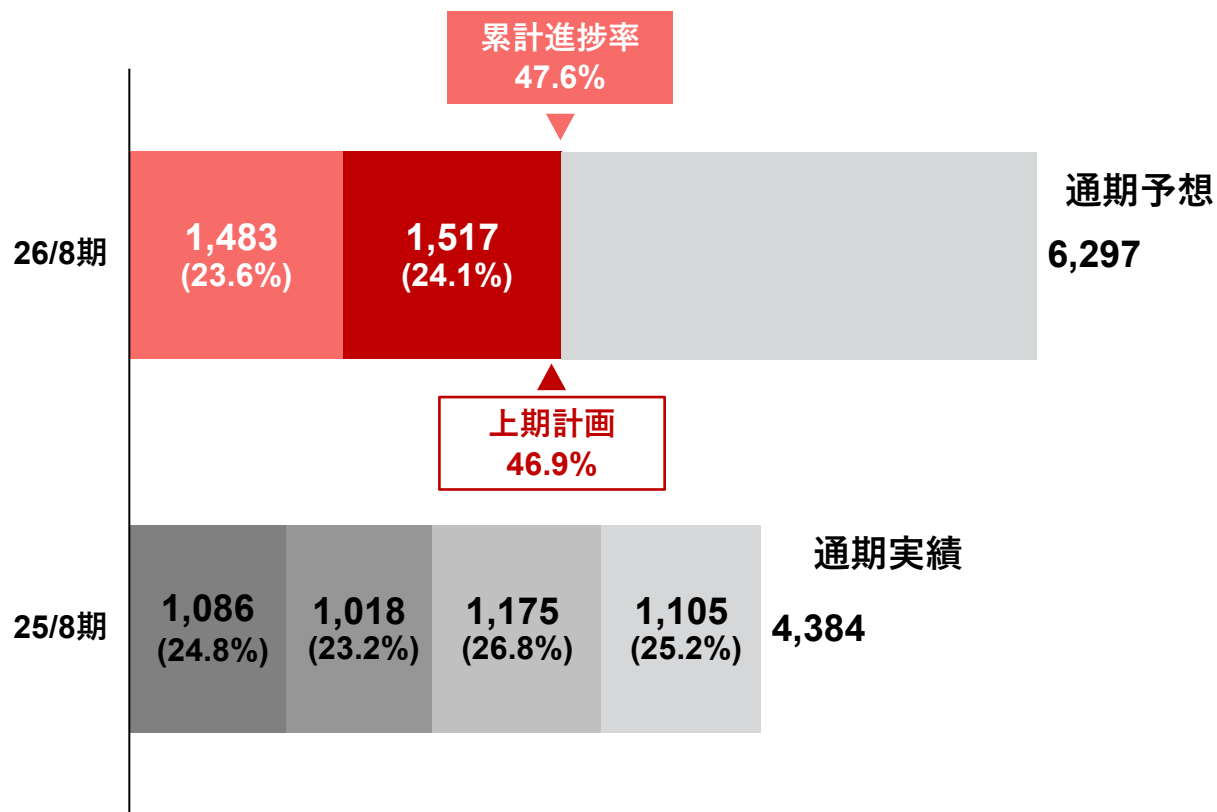 累計進捗率
47.6%
通期予想
26/8期
1,483
(23.6%)
1,517
(24.1%)
6,297
上期計画
46.9%
通期実績
25/8期
1,086
(24.8%)
1,018
(23.2%)
1,175
(26.8%)
1,105
(25.2%)
4,384